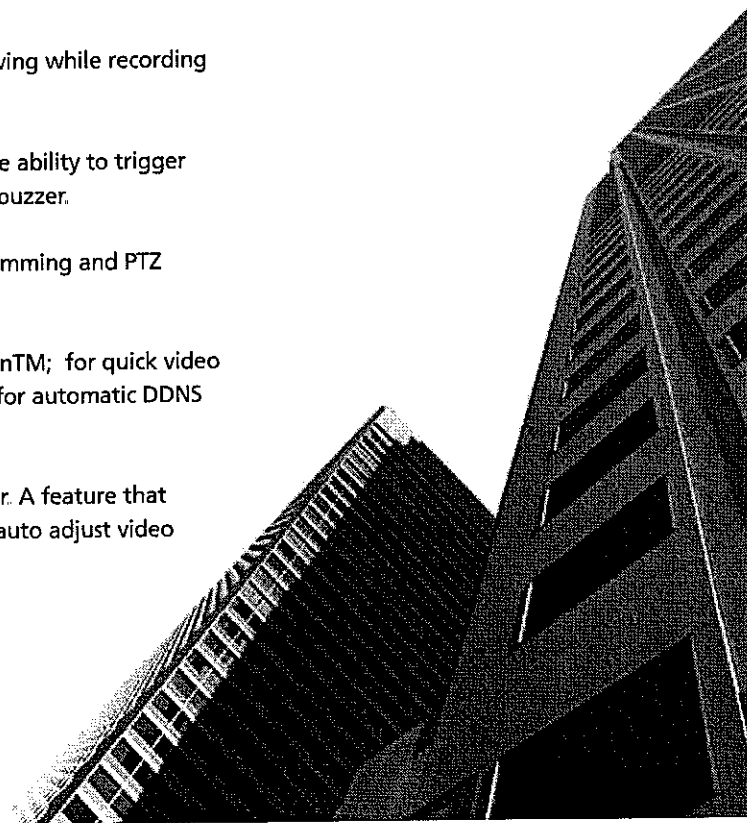 ving while recording
e ability to trigger
ouzzer.
mming and PTZ
nTM; for quick video
for automatic DDNS
r. A feature that
auto adjust video